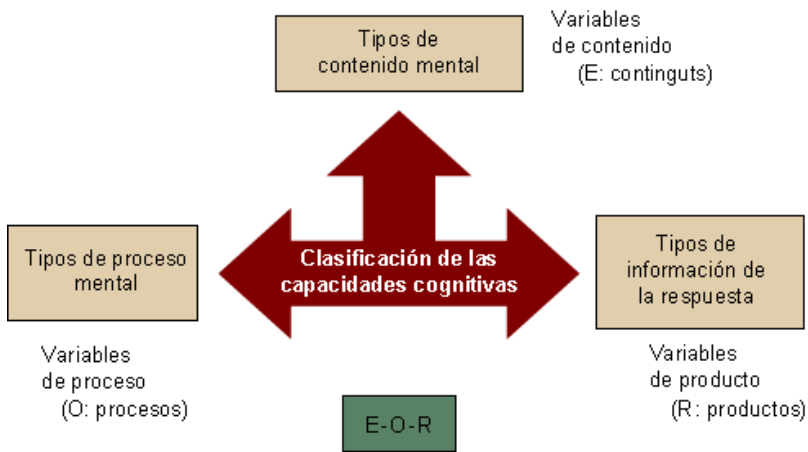 Tipos de
contenido mental
Variables
de contenido
(E: continguts)
Tipos de proceso
mental
Clasificación de las
capacidades cognitivas
Tipos de
información de
la respuesta
Variables
de proceso
(O: procesos)
Variables
de producto
(R: productos)
E-O-R